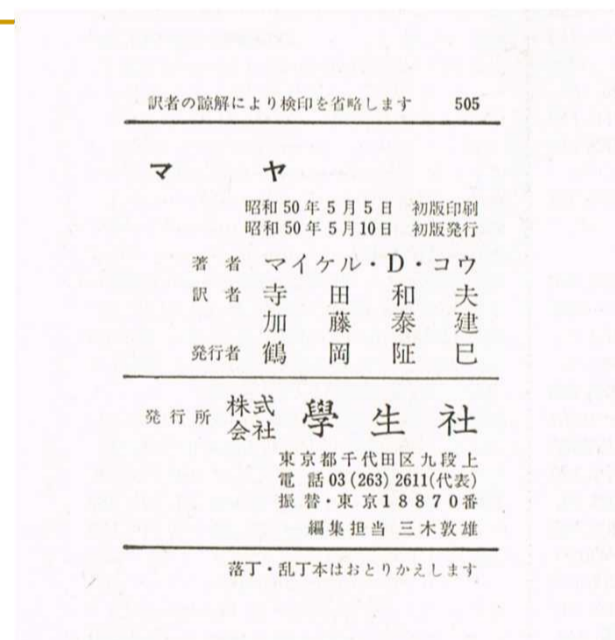 訳者の諒解により検印を省略します 505
マヤ
昭和50年5月5日 初版印刷
昭和50年5月10日 初版発行
著者 マイケル・D・コウ
訳者 寺田和夫
加藤泰建
発行者 鶴岡阷巳
発行所 株式会社 學生社
東京都千代田区九段上
電話03(263)2611(代表)
振替・東京18870番
編集担当 三木敦雄
落丁・乱丁本はおとりかえします